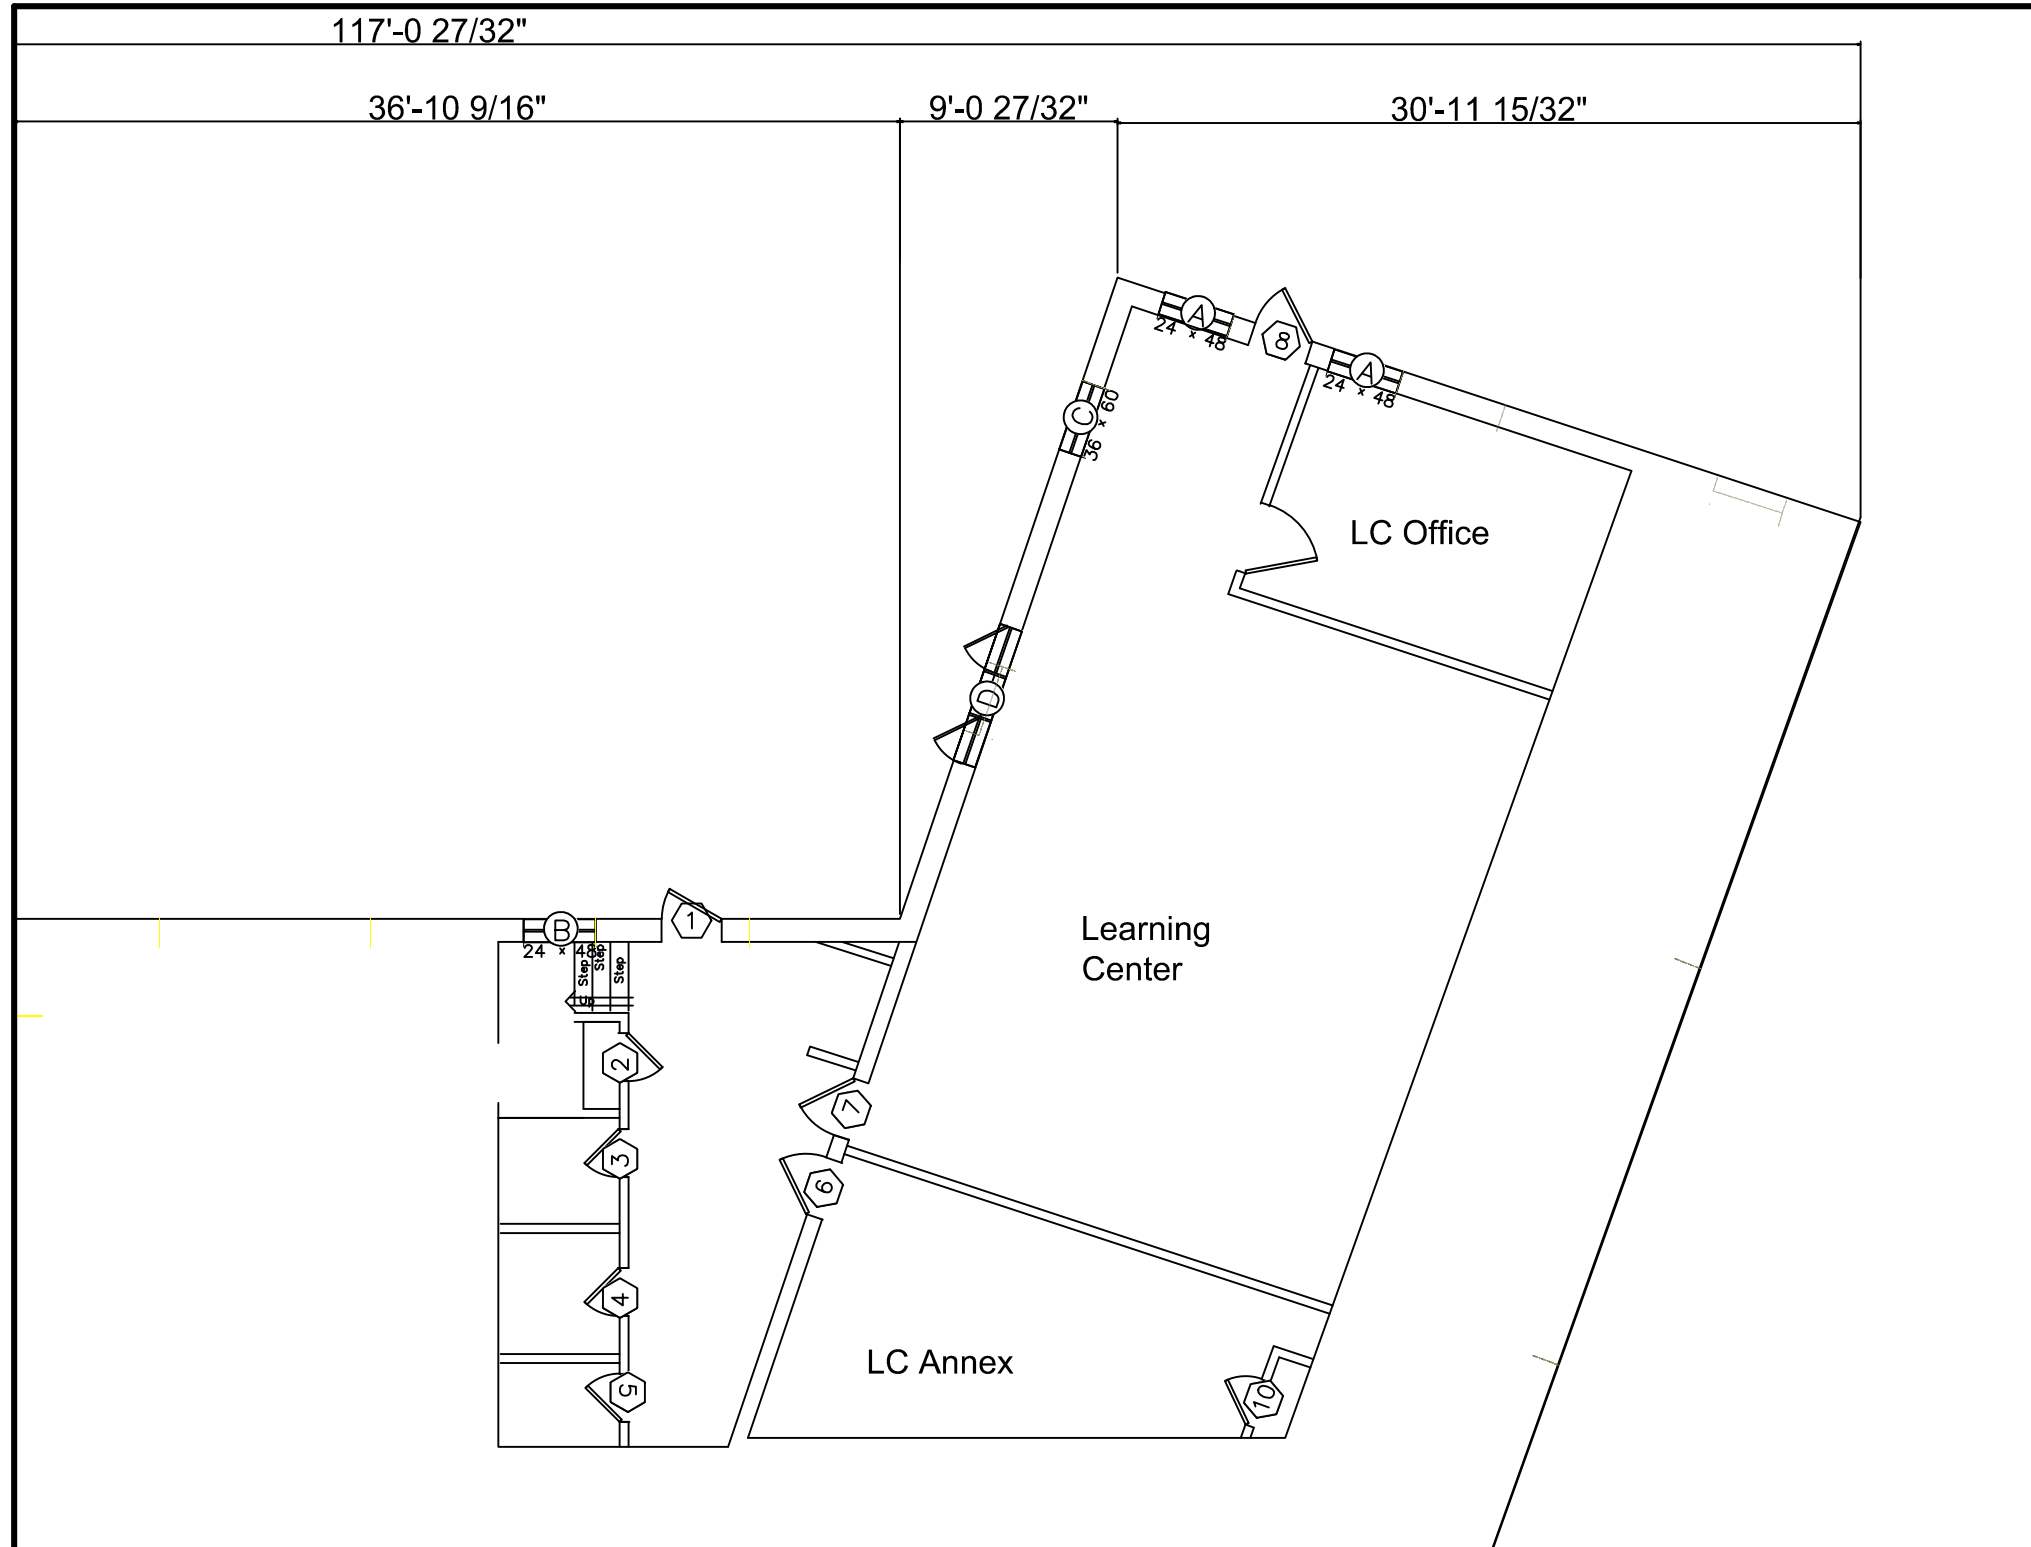 117'-0 27/32"
36'-10 9/16"
9'-0 27/32"
30'-11 15/32"
A
24 x 48
8
A
24 x 48
C
36 x 60
LC Office
D
B
24 x 48
1
Step
Step
Step
Up
Learning
Center
2
7
3
6
4
LC Annex
5
10